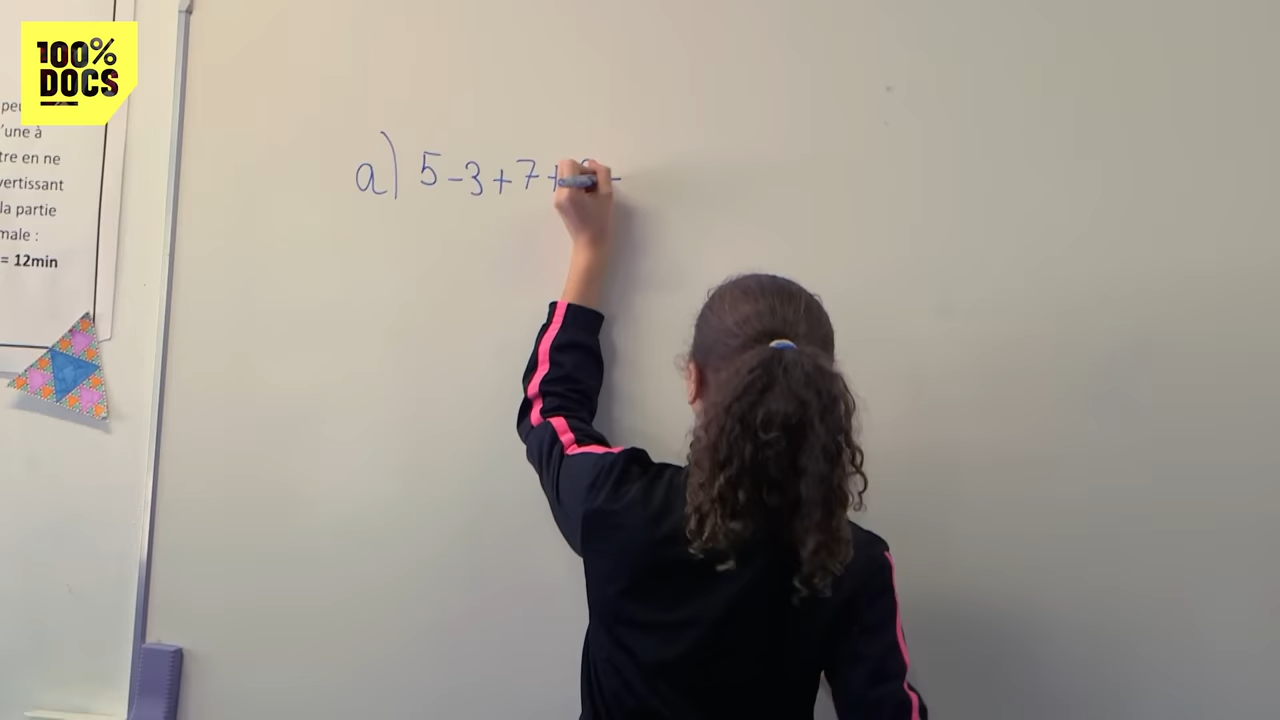 100%
DOCS
'une à
tre en ne
vertissant
la partie
male :
= 12min
a) 5-3+7+